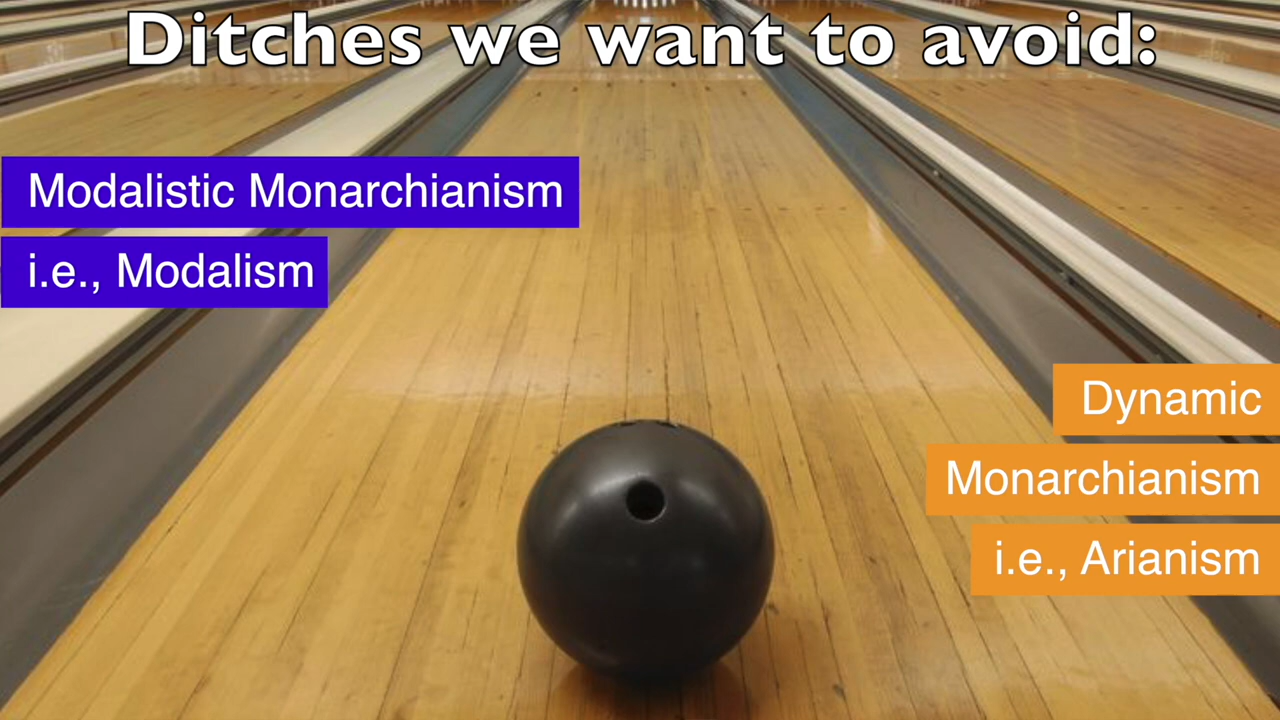 Ditches we want to avoid:
Modalistic Monarchianism
i.e., Modalism
Dynamic
Monarchianism
i.e., Arianism